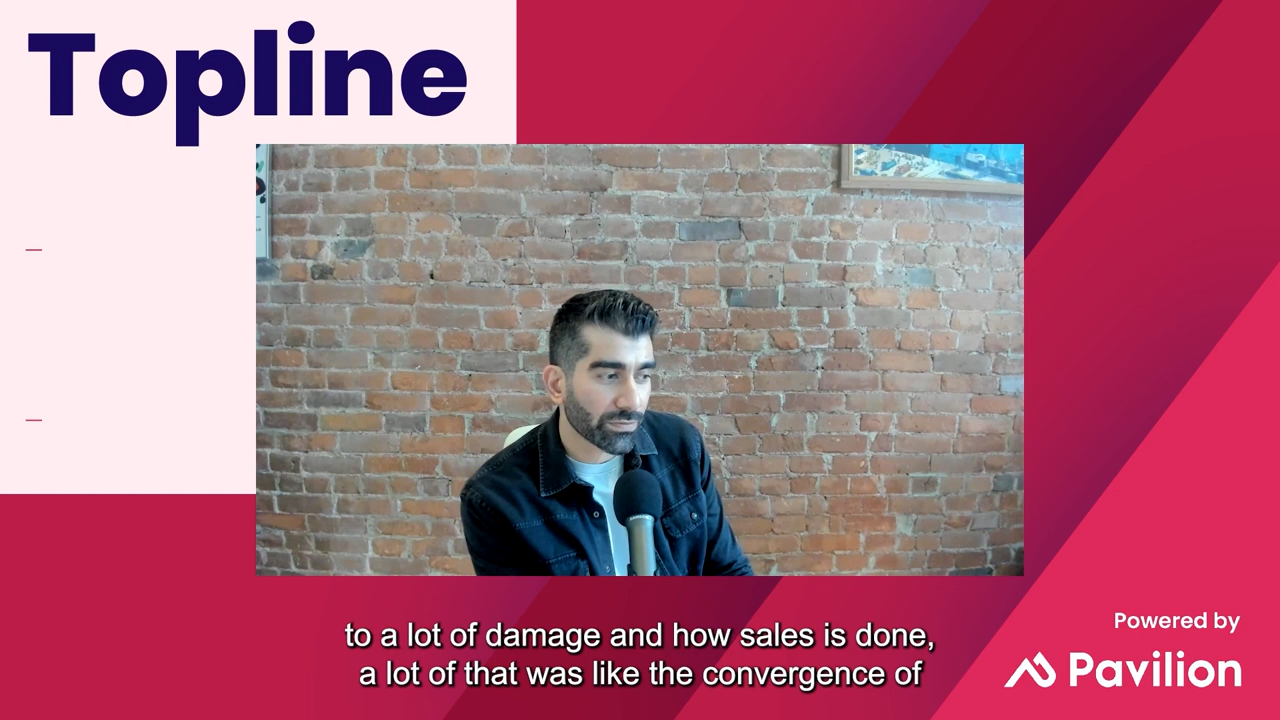 Topline
to a lot of damage and how sales is done,
a lot of that was like the convergence of
Powered by
Pavilion